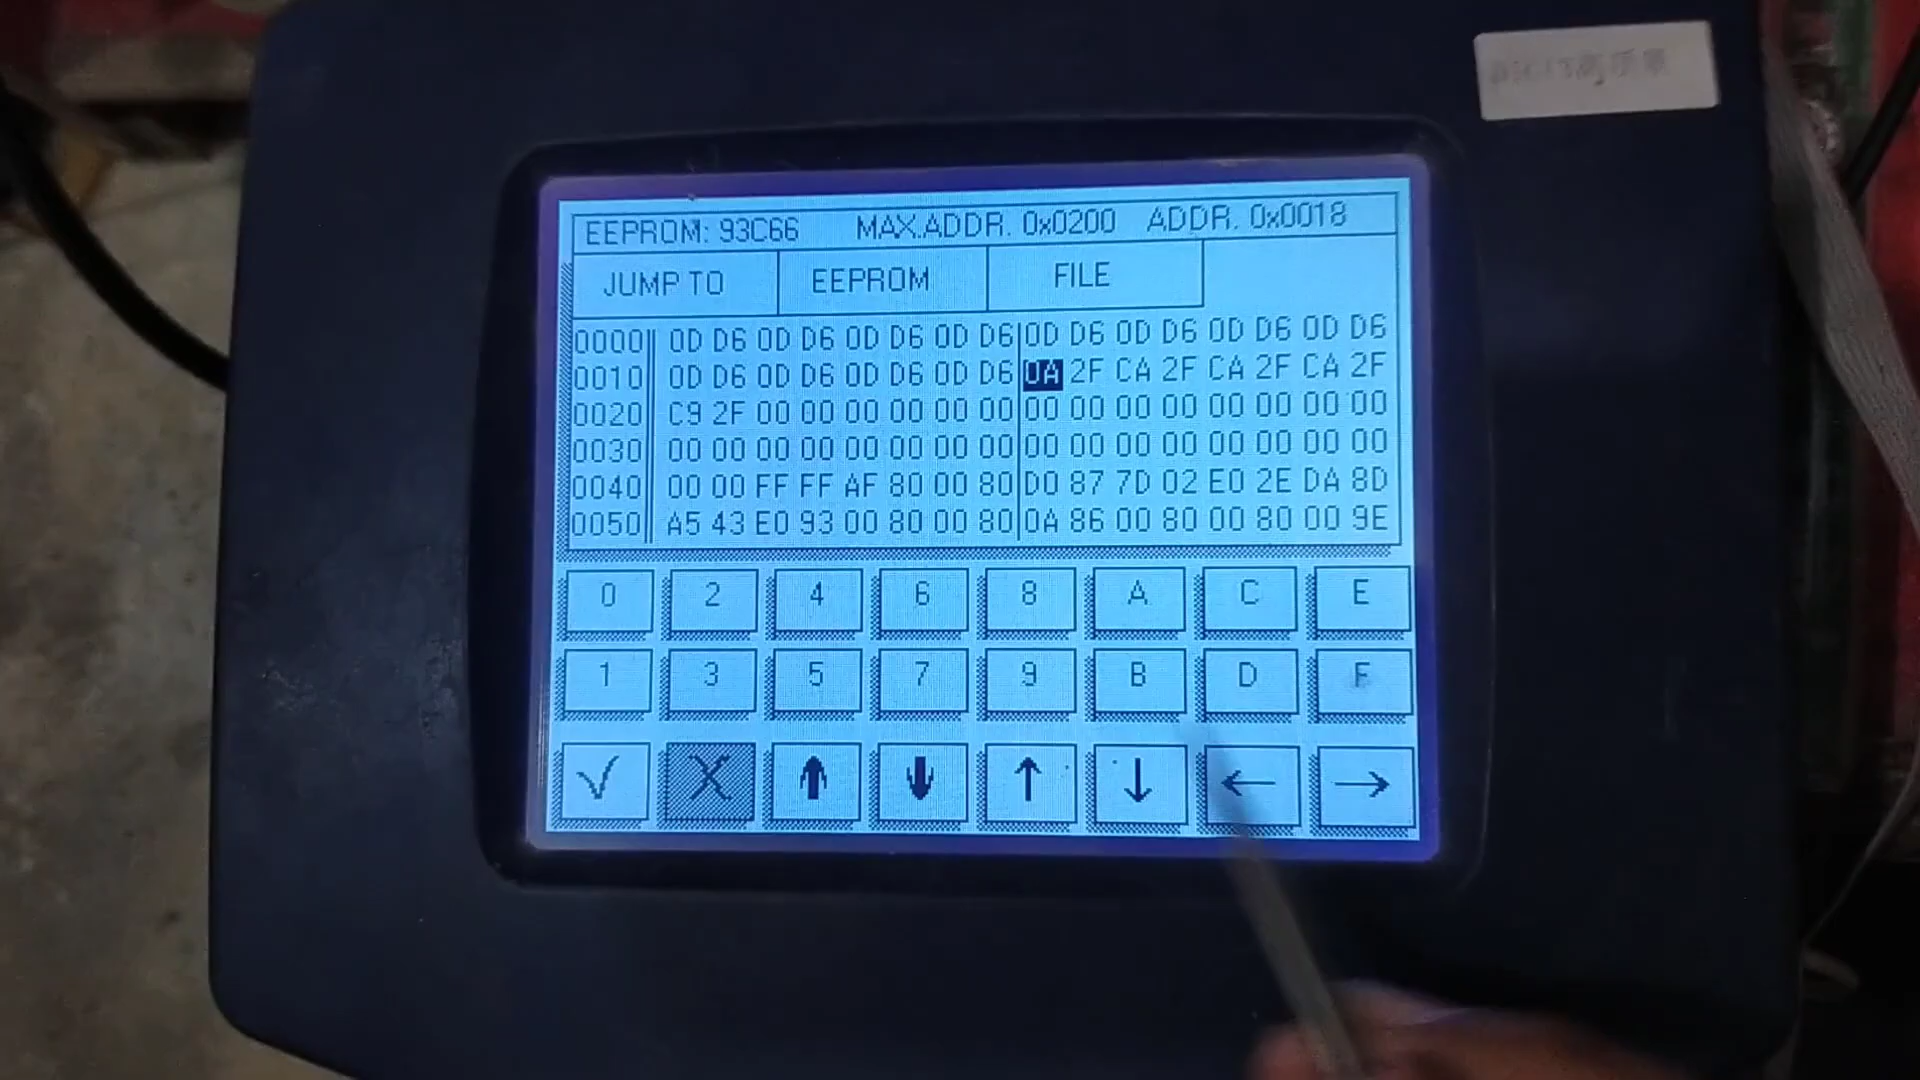 EEPROM: 93C66 MAX.ADDR. 0x0200 ADDR. 0x0018
JUMP TO EEPROM FILE
0000 0D D6 0D D6 0D D6 0D D6 0D D6 0D D6 0D D6 0D D6
0010 0D D6 0D D6 0D D6 0D D6 0A 2F CA 2F CA 2F CA 2F
0020 C9 2F 00 00 00 00 00 00 00 00 00 00 00 00 00 00
0030 00 00 00 00 00 00 00 00 00 00 00 00 00 00 00 00
0040 00 00 FF FF AF 80 00 80 D0 87 7D 02 E0 2E DA 8D
0050 A5 43 E0 93 00 80 00 80 0A 86 00 80 00 80 00 9E
0 2 4 6 8 A C E
1 3 5 7 9 B D F
√ X ⬆ ⬇ ↑ ↓ ← →